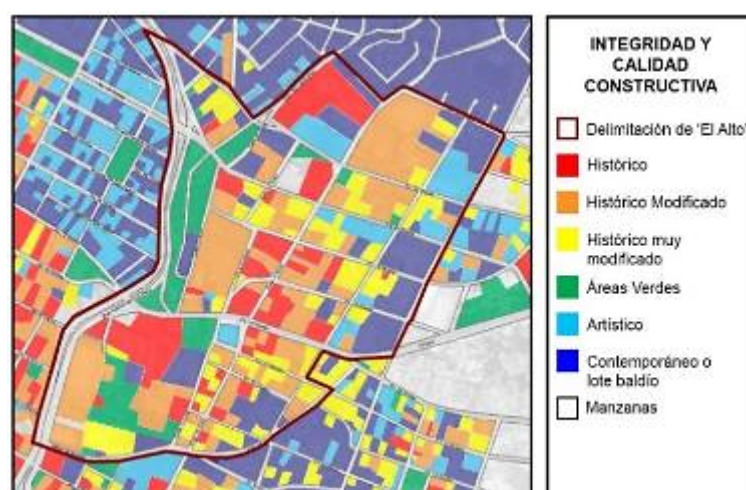 INTEGRIDAD Y
CALIDAD
CONSTRUCTIVA
Delimitación de 'El Alto'
Histórico
Histórico Modificado
Histórico muy
modificado
Áreas Verdes
Artístico
Contemporáneo o
lote baldío
Manzanas